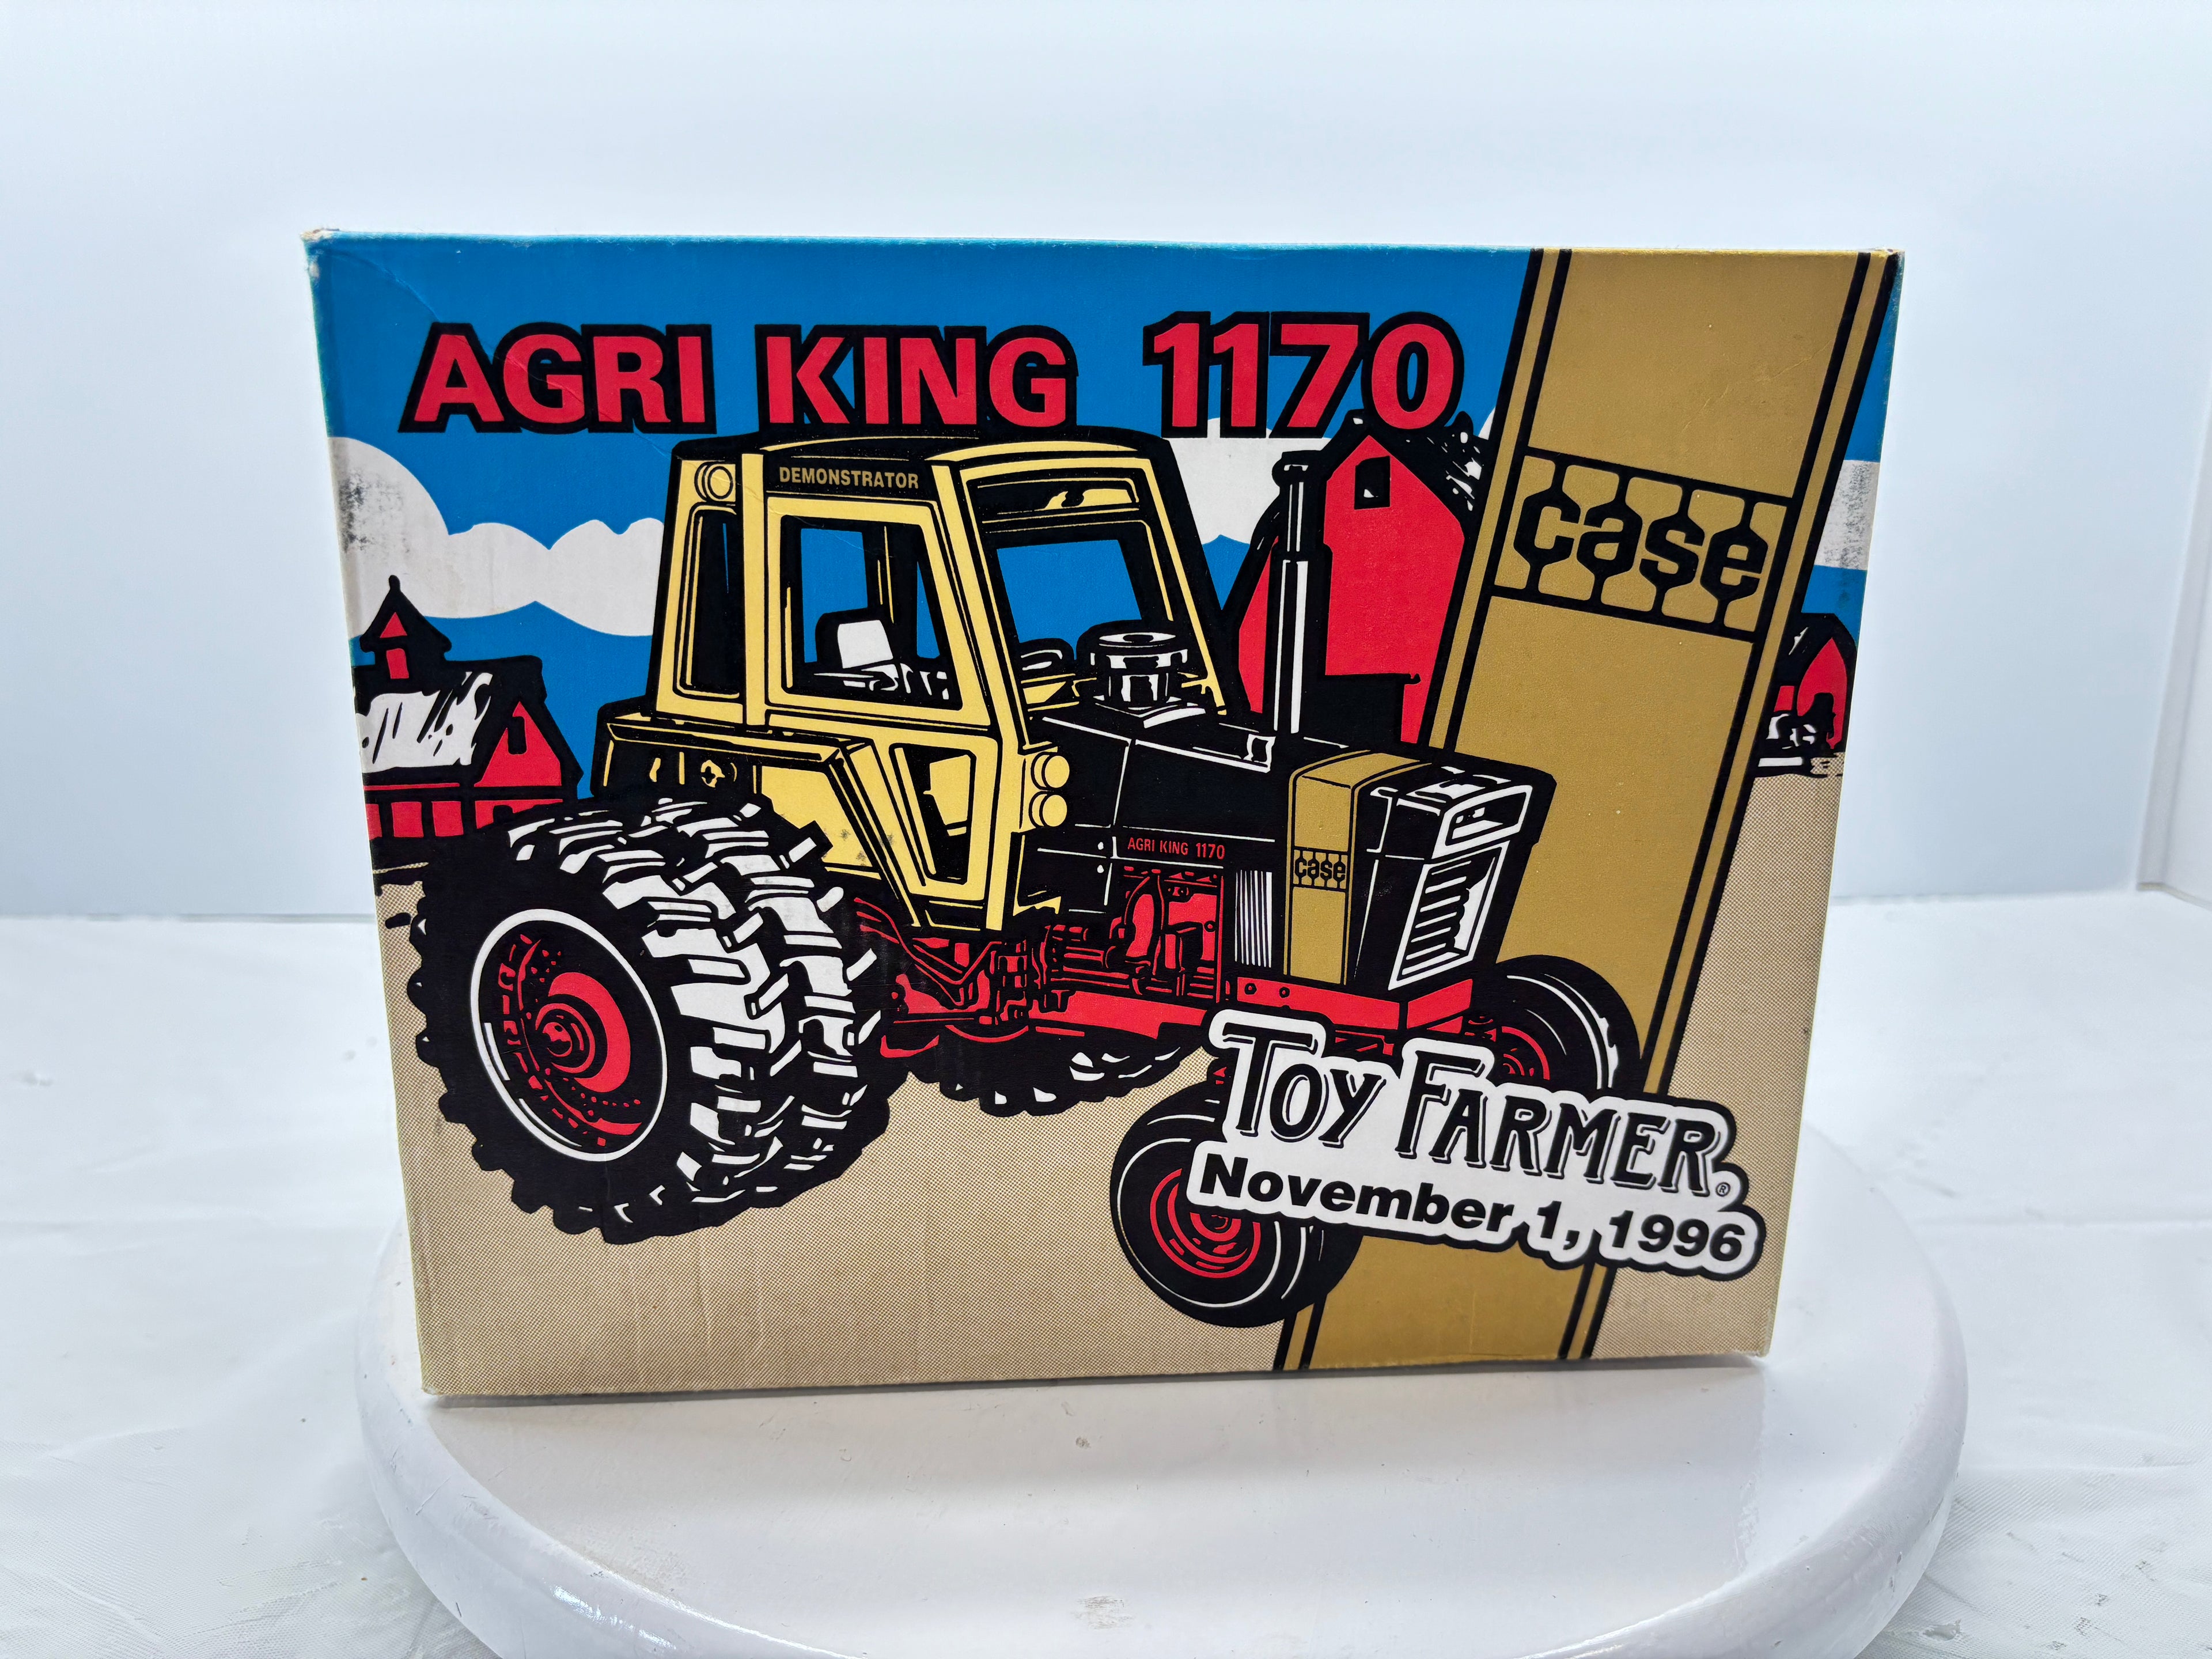 AGRI KING 1170
DEMONSTRATOR
case
AGRI KING 1170
case
TOY FARMER®
November 1, 1996